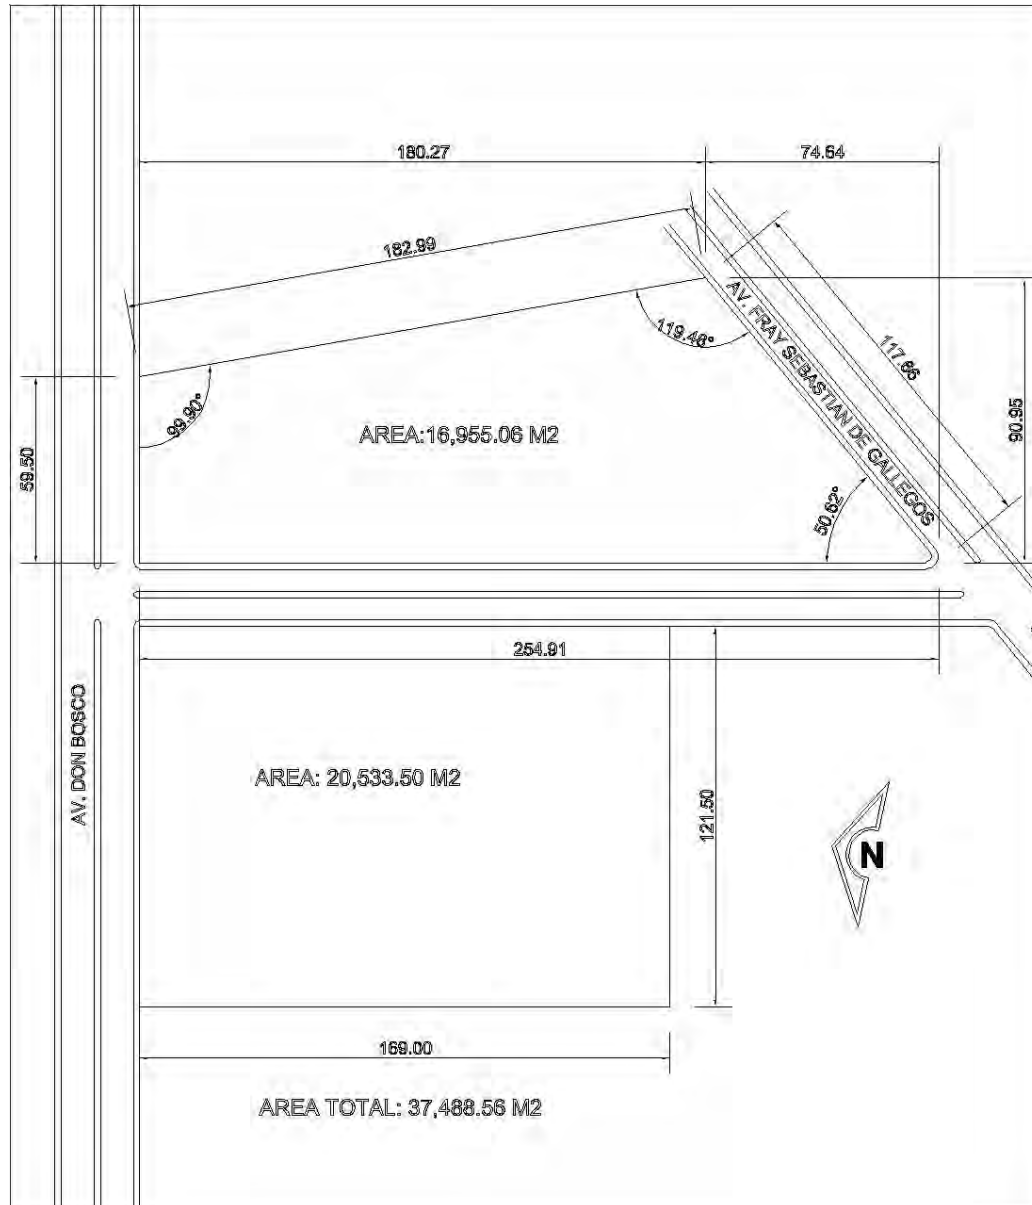 180.27
74.64
182.99
119.48°
AV. FRAY SEBASTIAN DE GALLEGOS
117.66
90.95
99.90°
AREA:16,955.06 M2
59.50
50.62°
254.91
AV. DON BOSCO
AREA: 20,533.50 M2
121.50
N
169.00
AREA TOTAL: 37,488.56 M2